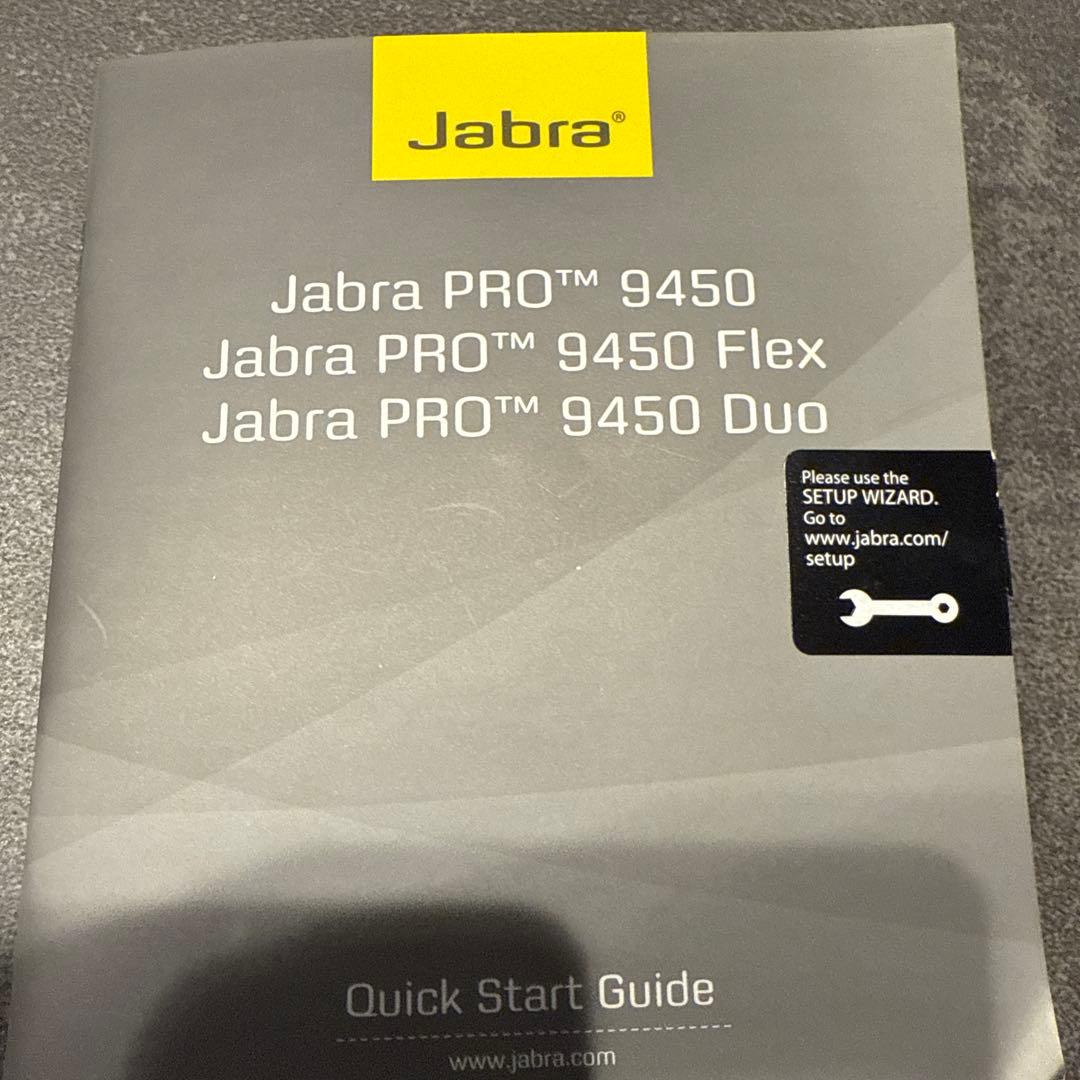 Jabra®
Jabra PRO™ 9450
Jabra PRO™ 9450 Flex
Jabra PRO™ 9450 Duo
Please use the
SETUP WIZARD.
Go to
www.jabra.com/
setup
Quick Start Guide
www.jabra.com